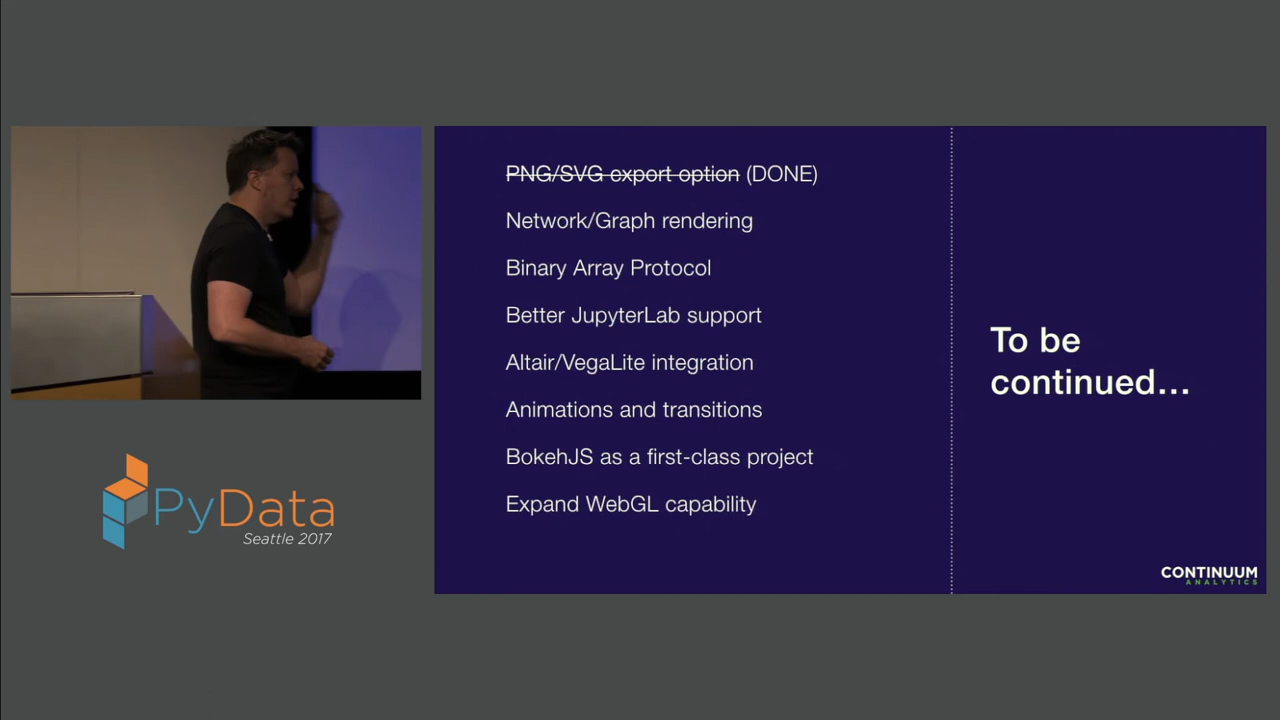 PNG/SVG export option (DONE)
Network/Graph rendering
Binary Array Protocol
Better JupyterLab support
Altair/VegaLite integration
Animations and transitions
BokehJS as a first-class project
Expand WebGL capability
To be
continued...
CONTINUUM
ANALYTICS
PyData
Seattle 2017